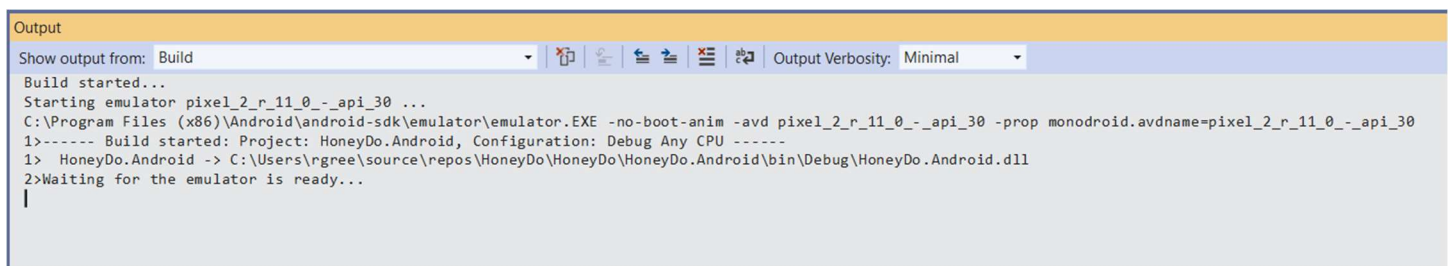 Output
Show output from: Build Output Verbosity: Minimal
Build started...
Starting emulator pixel_2_r_11_0_-_api_30 ...
C:\Program Files (x86)\Android\android-sdk\emulator\emulator.EXE -no-boot-anim -avd pixel_2_r_11_0_-_api_30 -prop monodroid.avdname=pixel_2_r_11_0_-_api_30
1>------ Build started: Project: HoneyDo.Android, Configuration: Debug Any CPU ------
1>  HoneyDo.Android -> C:\Users\rgree\source\repos\HoneyDo\HoneyDo\HoneyDo.Android\bin\Debug\HoneyDo.Android.dll
2>Waiting for the emulator is ready...